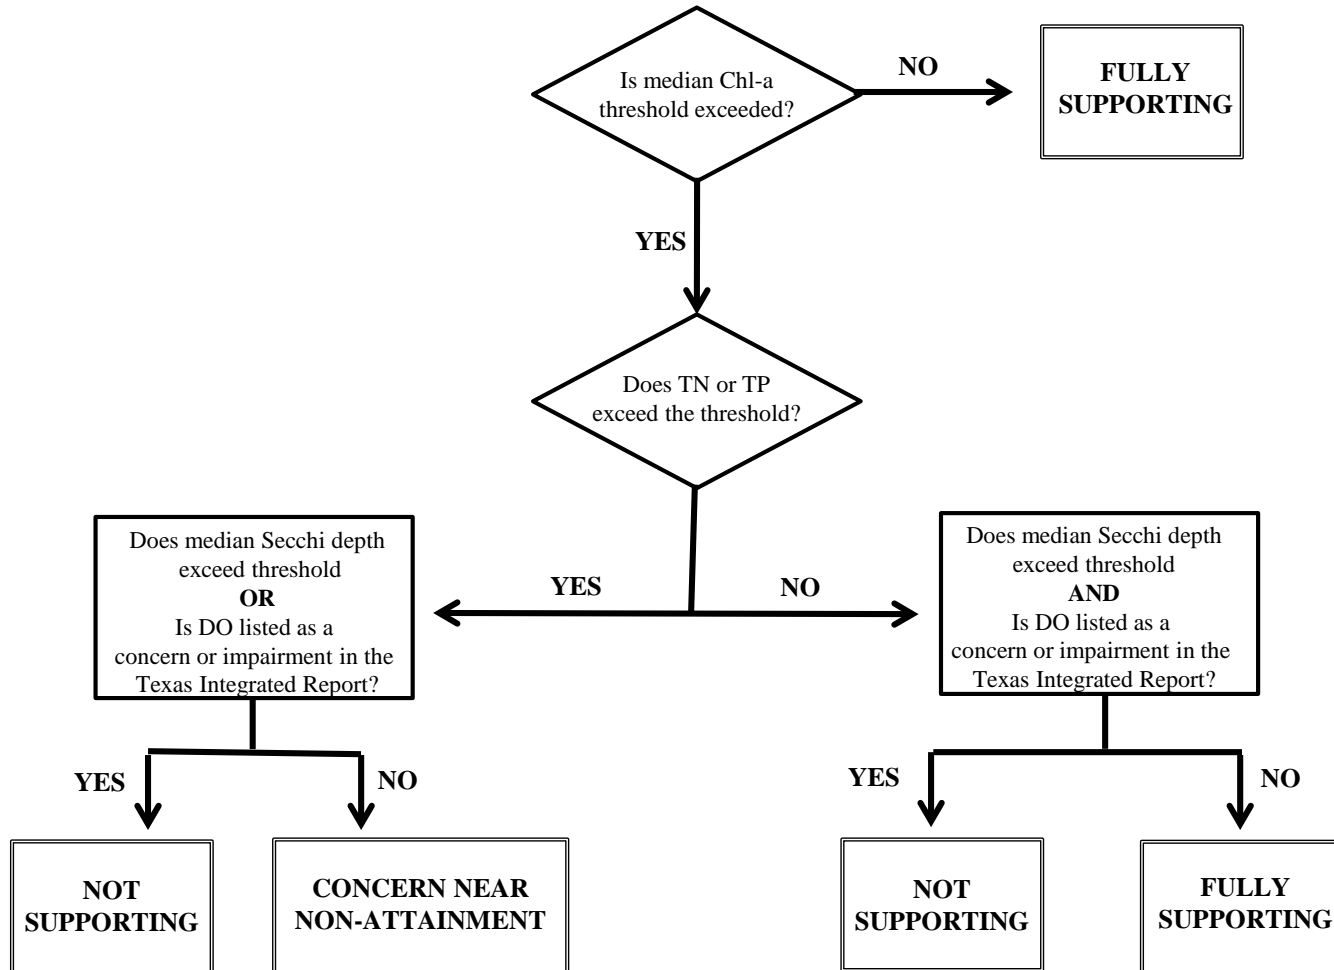 Is median Chl-a
threshold exceeded?
NO
FULLY
SUPPORTING
YES
Does TN or TP
exceed the threshold?
YES
NO
Does median Secchi depth
exceed threshold
OR
Is DO listed as a
concern or impairment in the
Texas Integrated Report?
Does median Secchi depth
exceed threshold
AND
Is DO listed as a
concern or impairment in the
Texas Integrated Report?
YES
NO
YES
NO
NOT
SUPPORTING
CONCERN NEAR
NON-ATTAINMENT
NOT
SUPPORTING
FULLY
SUPPORTING